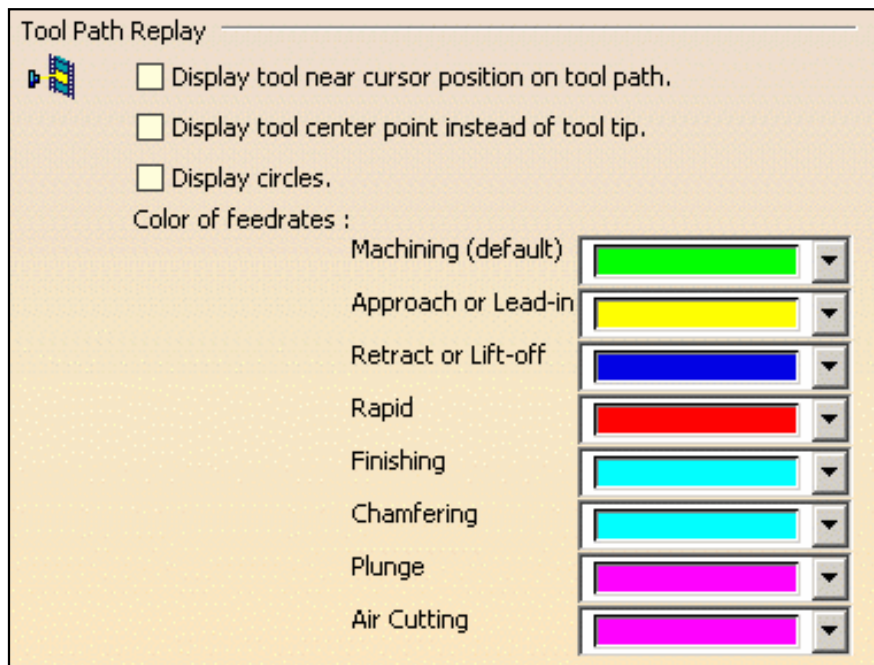 Tool Path Replay
Display tool near cursor position on tool path.
Display tool center point instead of tool tip.
Display circles.
Color of feedrates :
Machining (default)
Approach or Lead-in
Retract or Lift-off
Rapid
Finishing
Chamfering
Plunge
Air Cutting